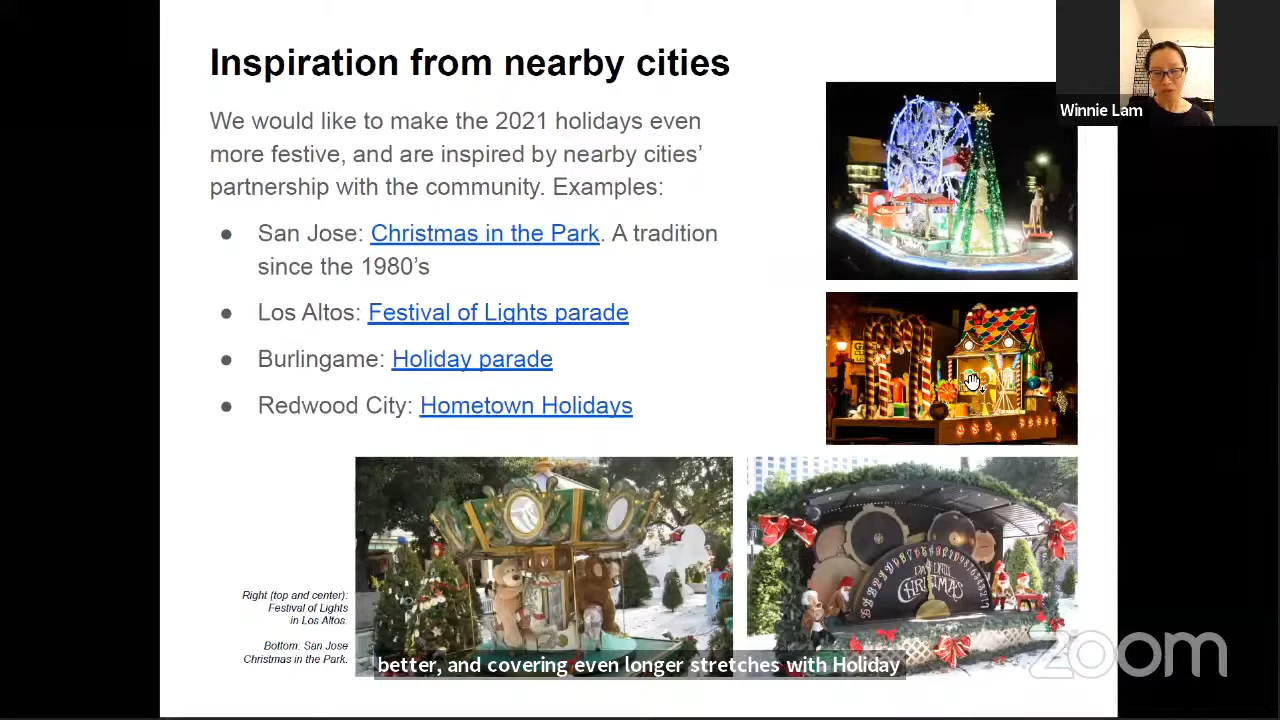 Inspiration from nearby cities
We would like to make the 2021 holidays even
more festive, and are inspired by nearby cities’
partnership with the community. Examples:
● San Jose: Christmas in the Park. A tradition
since the 1980’s
● Los Altos: Festival of Lights parade
● Burlingame: Holiday parade
● Redwood City: Hometown Holidays
Right (top and center):
Festival of Lights
in Los Altos.
Bottom: San Jose
Christmas in the Park.
Winnie Lam
DAYS UNTIL
CHRISTMAS
better, and covering even longer stretches with Holiday
zoom